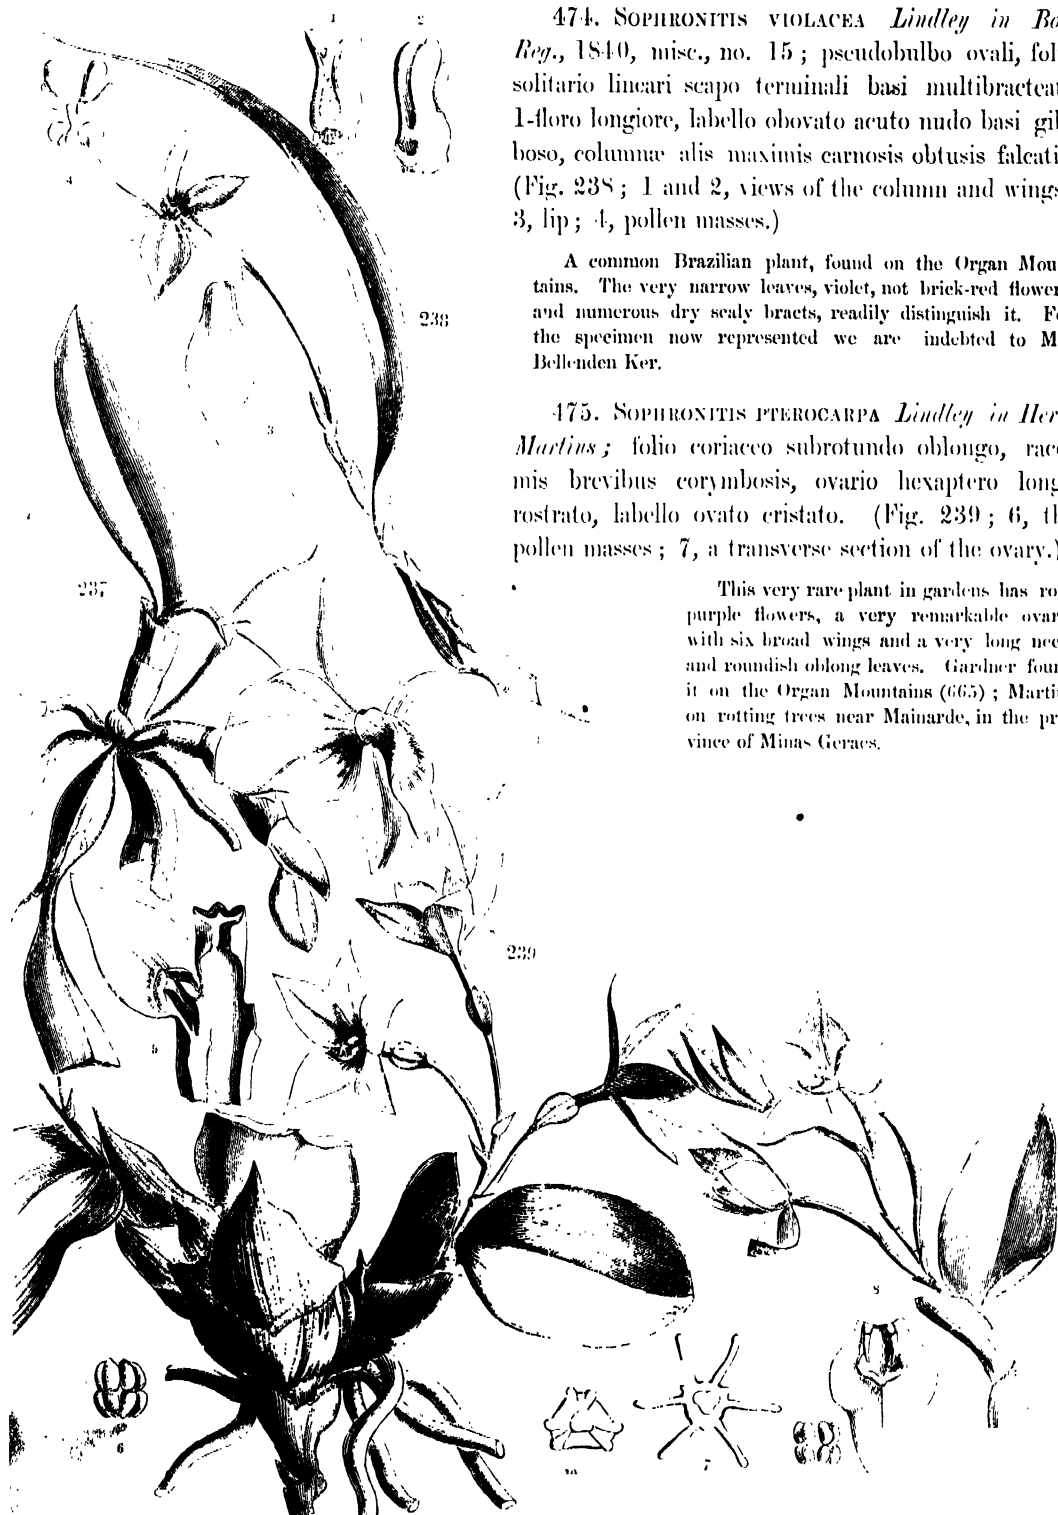 474. SOPHRONITIS VIOLACEA Lindley in Bo
Reg., 1840, misc., no. 15 ; pseudobulbo ovali, fol
solitario lineari scapo terminali basi multibracteat
1-floro longiore, labello obovato acuto nudo basi gib
boso, columnæ alis maximis carnosis obtusis falcati
(Fig. 238 ; 1 and 2, views of the column and wings
3, lip ; 4, pollen masses.)
A common Brazilian plant, found on the Organ Moun
tains. The very narrow leaves, violet, not brick-red flower
and numerous dry scaly bracts, readily distinguish it. Fo
the specimen now represented we are indebted to M
Bellenden Ker.
475. SOPHRONITIS PTEROCARPA Lindley in Her
Martius ; folio coriaceo subrotundo oblongo, race
mis brevibus corymbosis, ovario hexaptero long
rostrato, labello ovato cristato. (Fig. 239 ; 6, th
pollen masses ; 7, a transverse section of the ovary.)
This very rare plant in gardens has ro
purple flowers, a very remarkable ovar
with six broad wings and a very long nec
and roundish oblong leaves. Gardner foun
it on the Organ Mountains (665) ; Martiu
on rotting trees near Mainarde, in the pr
vince of Minas Geraes.
1
2
4
238
3
237
239
5
8
6
10
7